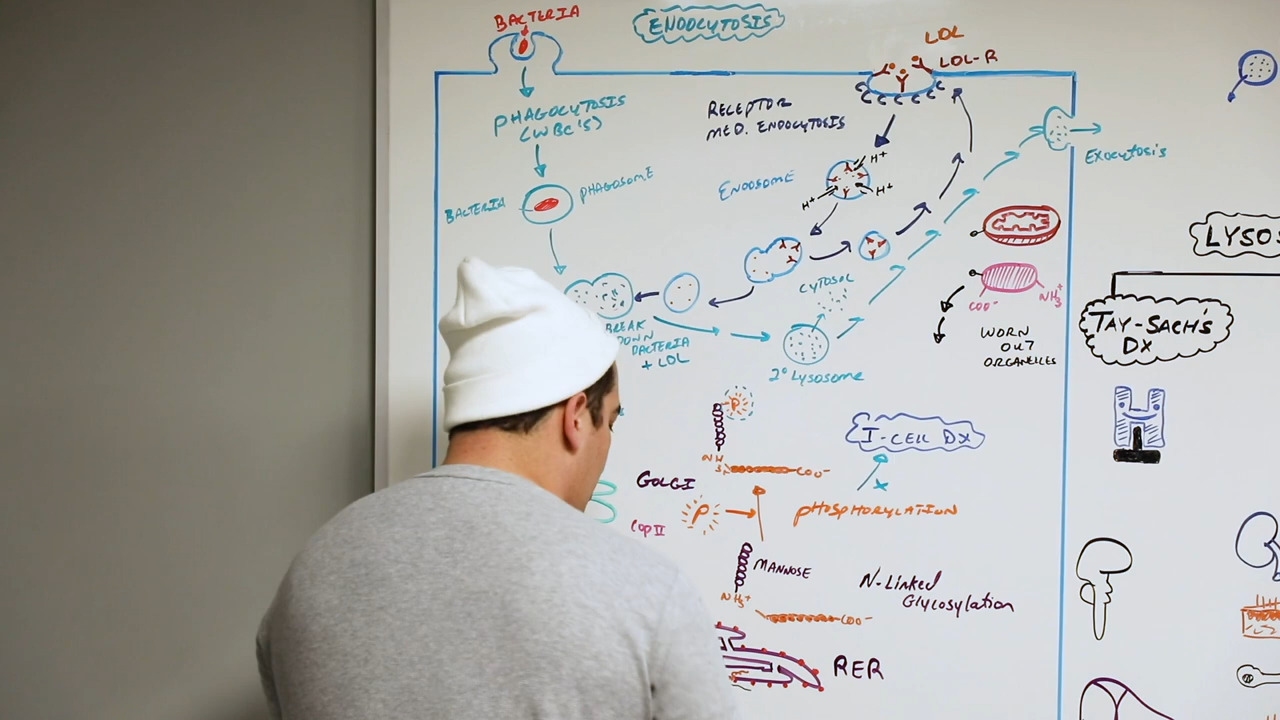 BACTERIA
ENDOCYTOSIS
LDL
LDL-R
PHAGOCYTOSIS
(WBC'S)
RECEPTOR
MED. ENDOCYTOSIS
EXOCYTOSIS
H+
H+
H+
ENDOSOME
BACTERIA
PHAGOSOME
LYSOS
CYTOSOL
COO-
NH3+
BREAK
DOWN
BACTERIA
+ LDL
2° LYSOSOME
WORN
OUT
ORGANELLES
TAY-SACH'S
DX
P
NH3
COO-
I-CELL DX
GOLGI
COP II
P
PHOSPHORYLATION
MANNOSE
NH3+
COO-
N-Linked
Glycosylation
RER